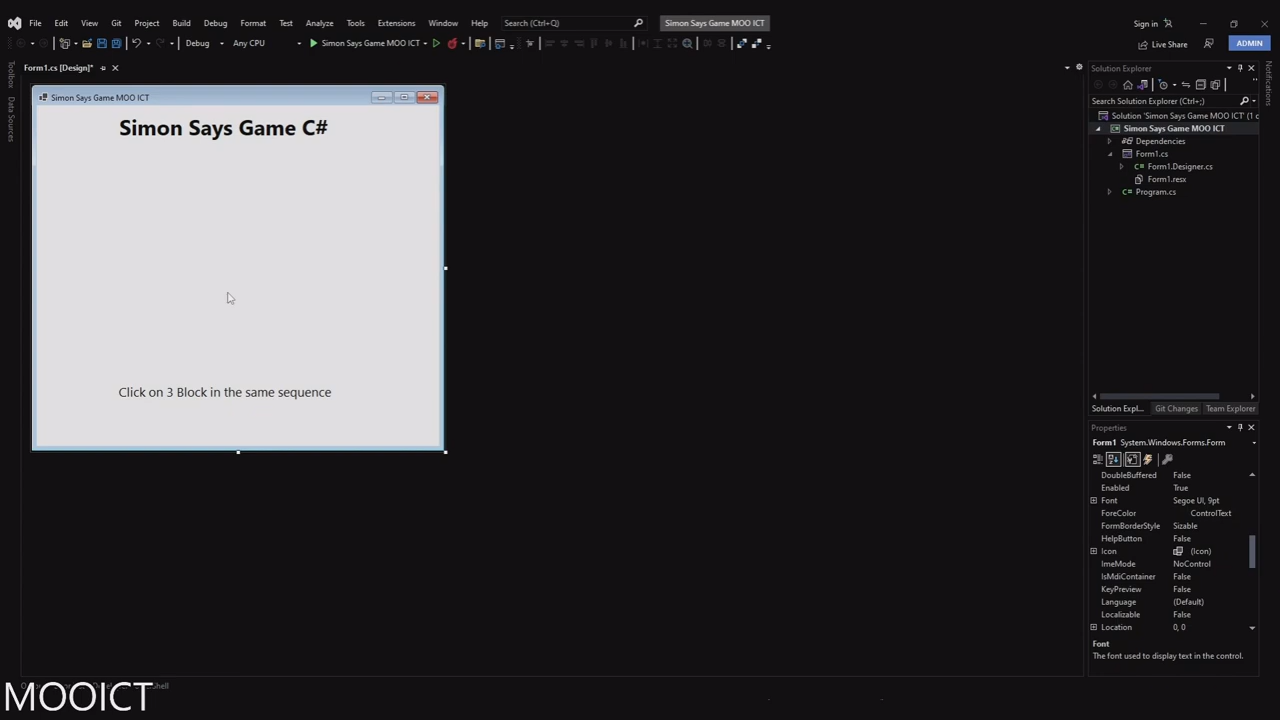 File Edit View Git Project Build Debug Format Test Analyze Tools Extensions Window Help Search (Ctrl+Q) Simon Says Game MOO ICT Sign in
Debug Any CPU Simon Says Game MOO ICT Live Share ADMIN
Form1.cs [Design]*
Toolbox
Data Sources
Simon Says Game MOO ICT
Simon Says Game C#
Click on 3 Block in the same sequence
Solution Explorer
Search Solution Explorer (Ctrl+;)
Solution 'Simon Says Game MOO ICT' (1 c
Simon Says Game MOO ICT
Dependencies
Form1.cs
C# Form1.Designer.cs
Form1.resx
C# Program.cs
Solution Expl... Git Changes Team Explorer
Notifications
Properties
Form1 System.Windows.Forms.Form
DoubleBuffered False
Enabled True
Font Segoe UI, 9pt
ForeColor ControlText
FormBorderStyle Sizable
HelpButton False
Icon (Icon)
ImeMode NoControl
IsMdiContainer False
KeyPreview False
Language (Default)
Localizable False
Location 0, 0
Font
The font used to display text in the control.
MOOICT